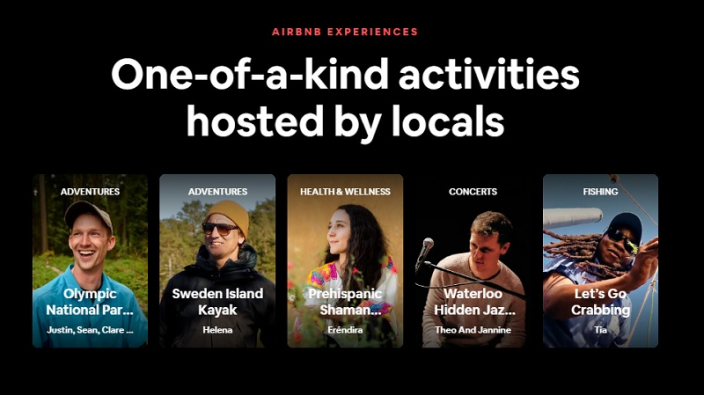 AIRBNB EXPERIENCES
One-of-a-kind activities
hosted by locals
ADVENTURES
Olympic
National Par...
Justin, Sean, Clare ...
ADVENTURES
Sweden Island
Kayak
Helena
HEALTH & WELLNESS
Prehispanic
Shaman...
Eréndira
CONCERTS
Waterloo
Hidden Jaz...
Theo And Jannine
FISHING
Let's Go
Crabbing
Tia